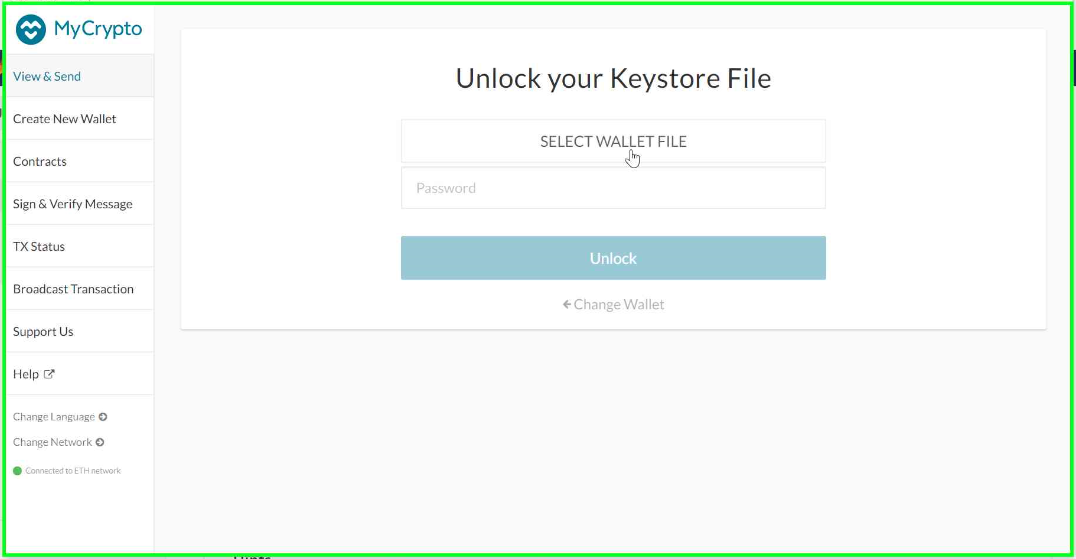 MyCrypto
View & Send
Create New Wallet
Contracts
Sign & Verify Message
TX Status
Broadcast Transaction
Support Us
Help
Change Language
Change Network
Connected to ETH network
Unlock your Keystore File
SELECT WALLET FILE
Password
Unlock
Change Wallet